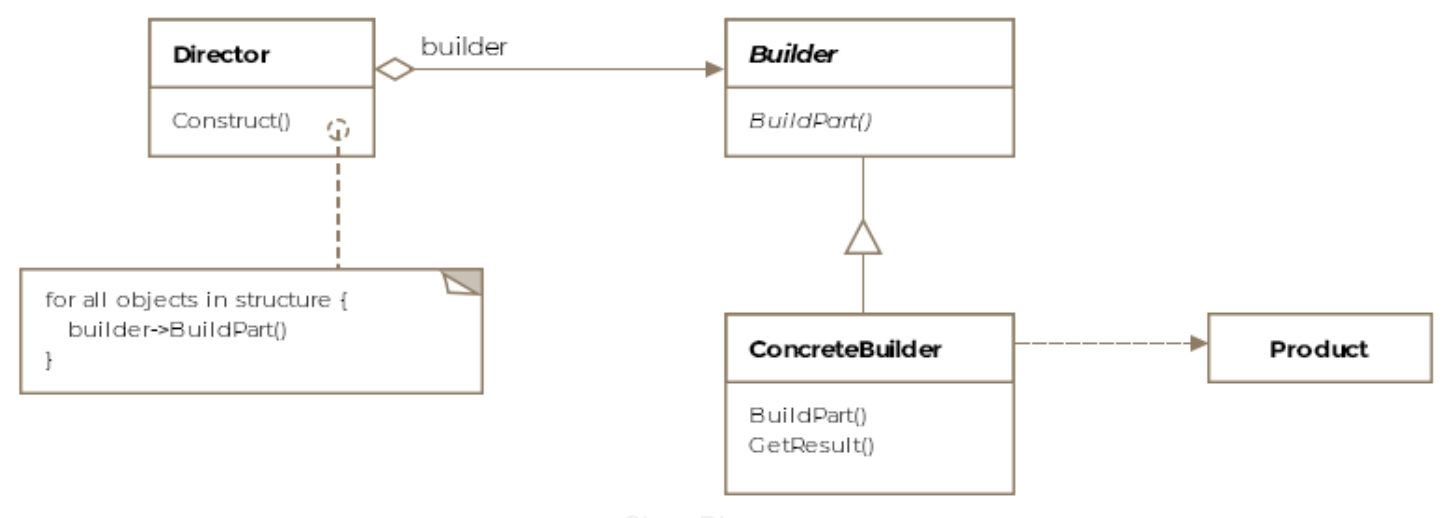 Director
builder
Builder
Construct()
BuildPart()
for all objects in structure {
builder->BuildPart()
}
ConcreteBuilder
Product
BuildPart()
GetResult()